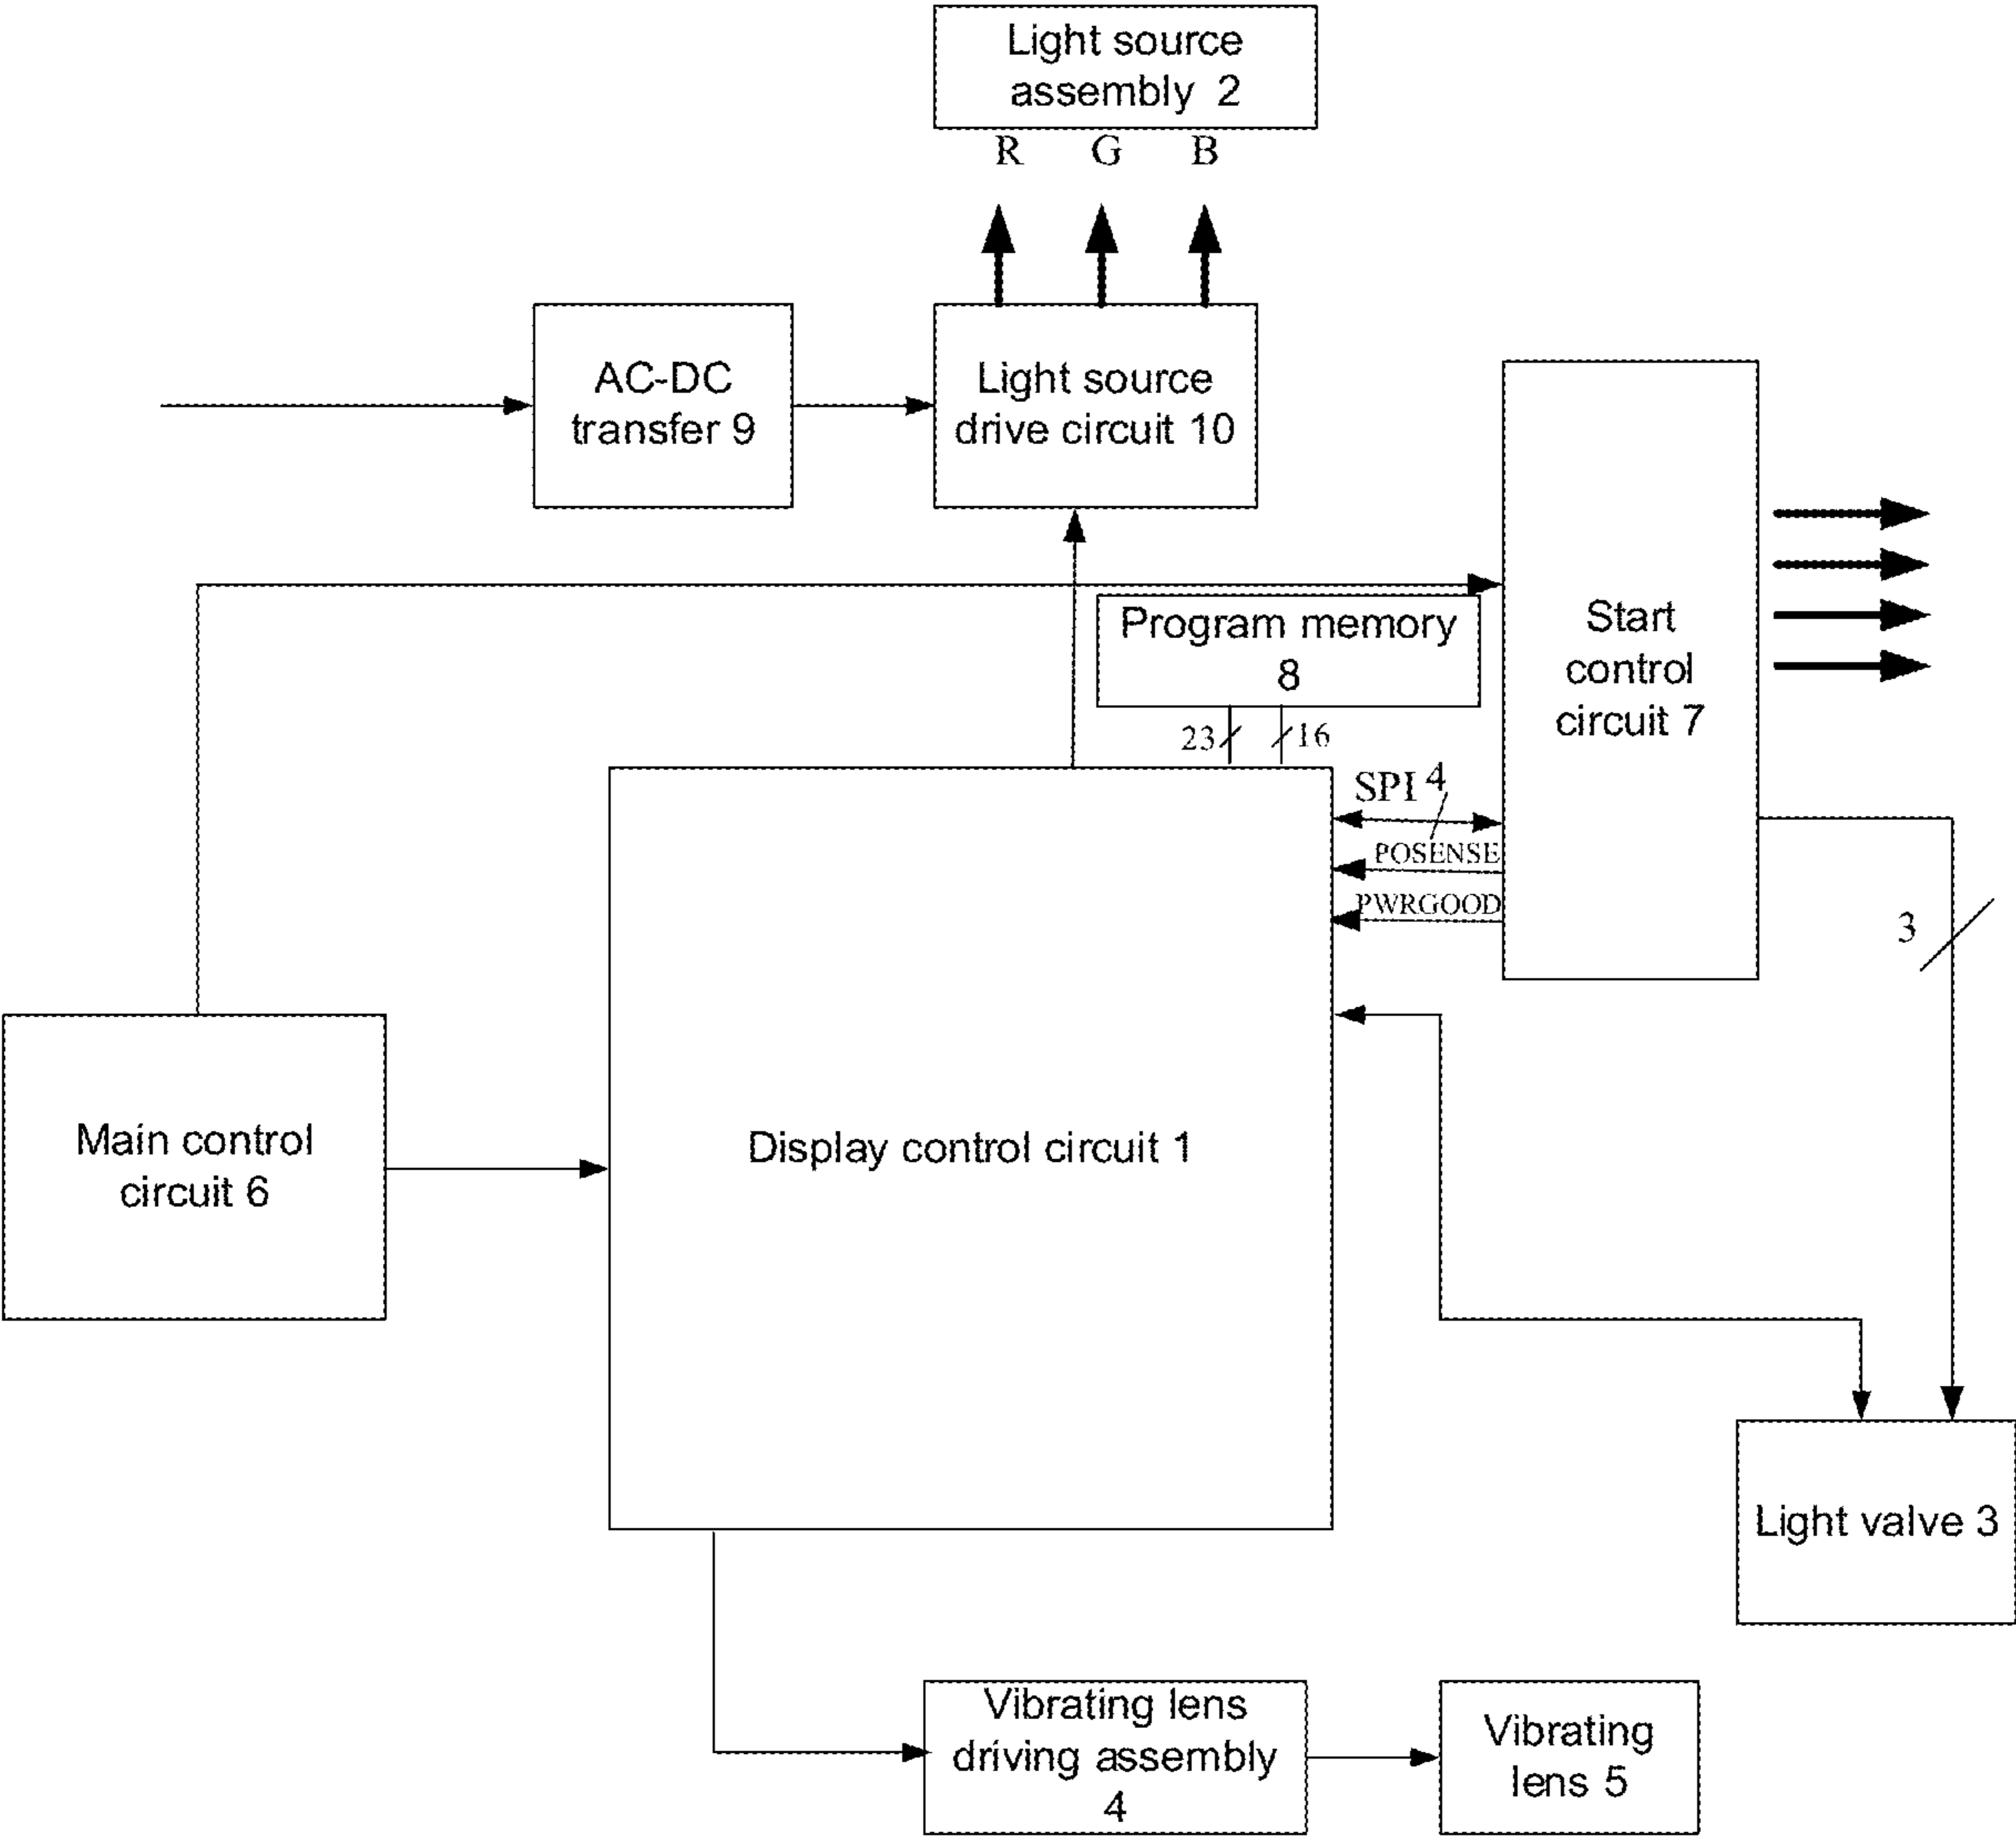 Light source
assembly 2
R G B
AC-DC
transfer 9
Light source
drive circuit 10
Start
control
circuit 7
Program memory
8
23 16
SPI 4
POSENSE
PWRGOOD
3
Main control
circuit 6
Display control circuit 1
Light valve 3
Vibrating lens
driving assembly
4
Vibrating
lens 5